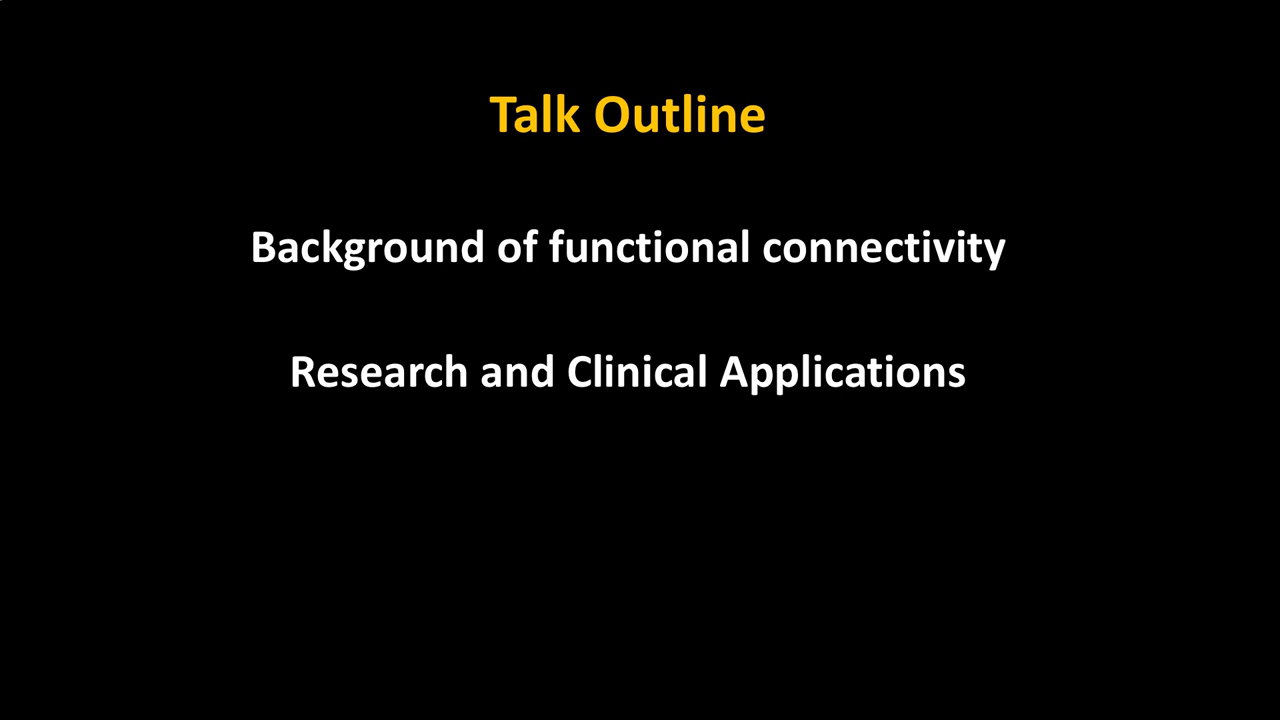 Talk Outline
Background of functional connectivity
Research and Clinical Applications